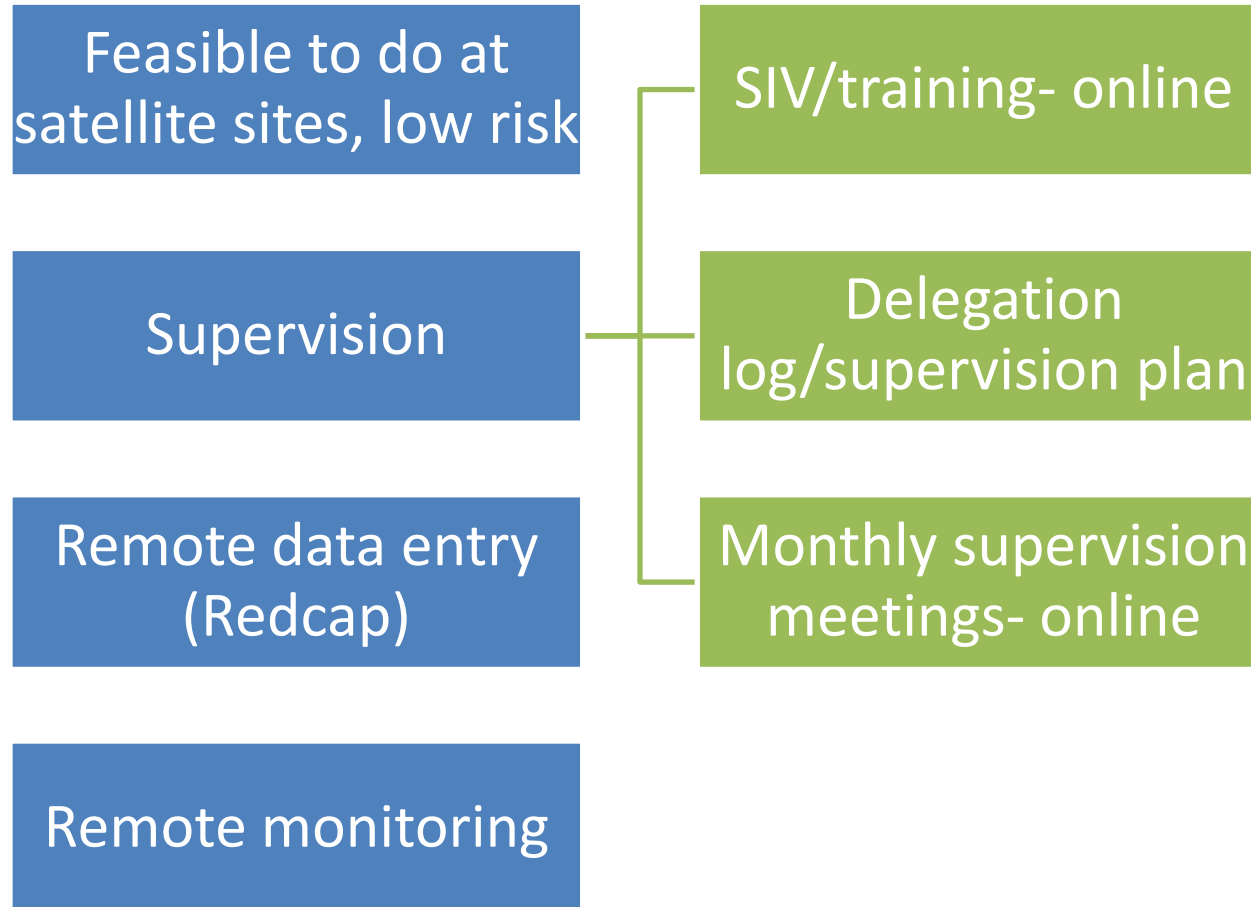 Feasible to do at
satellite sites, low risk
Supervision
Remote data entry
(Redcap)
Remote monitoring
SIV/training- online
Delegation
log/supervision plan
Monthly supervision
meetings- online